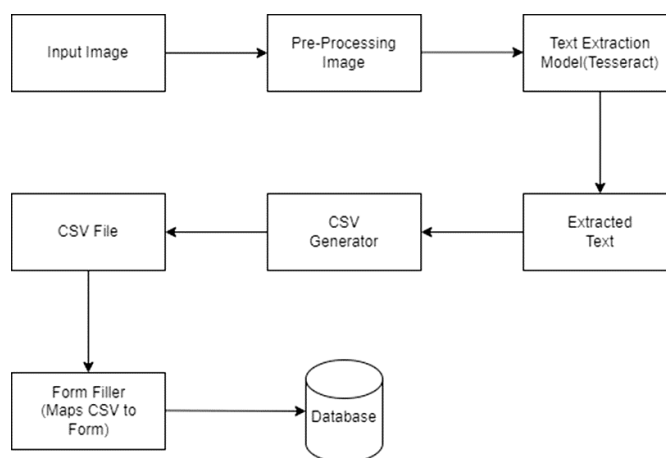 Input Image
Pre-Processing
Image
Text Extraction
Model(Tesseract)
CSV File
CSV
Generator
Extracted
Text
Form Filler
(Maps CSV to
Form)
Database